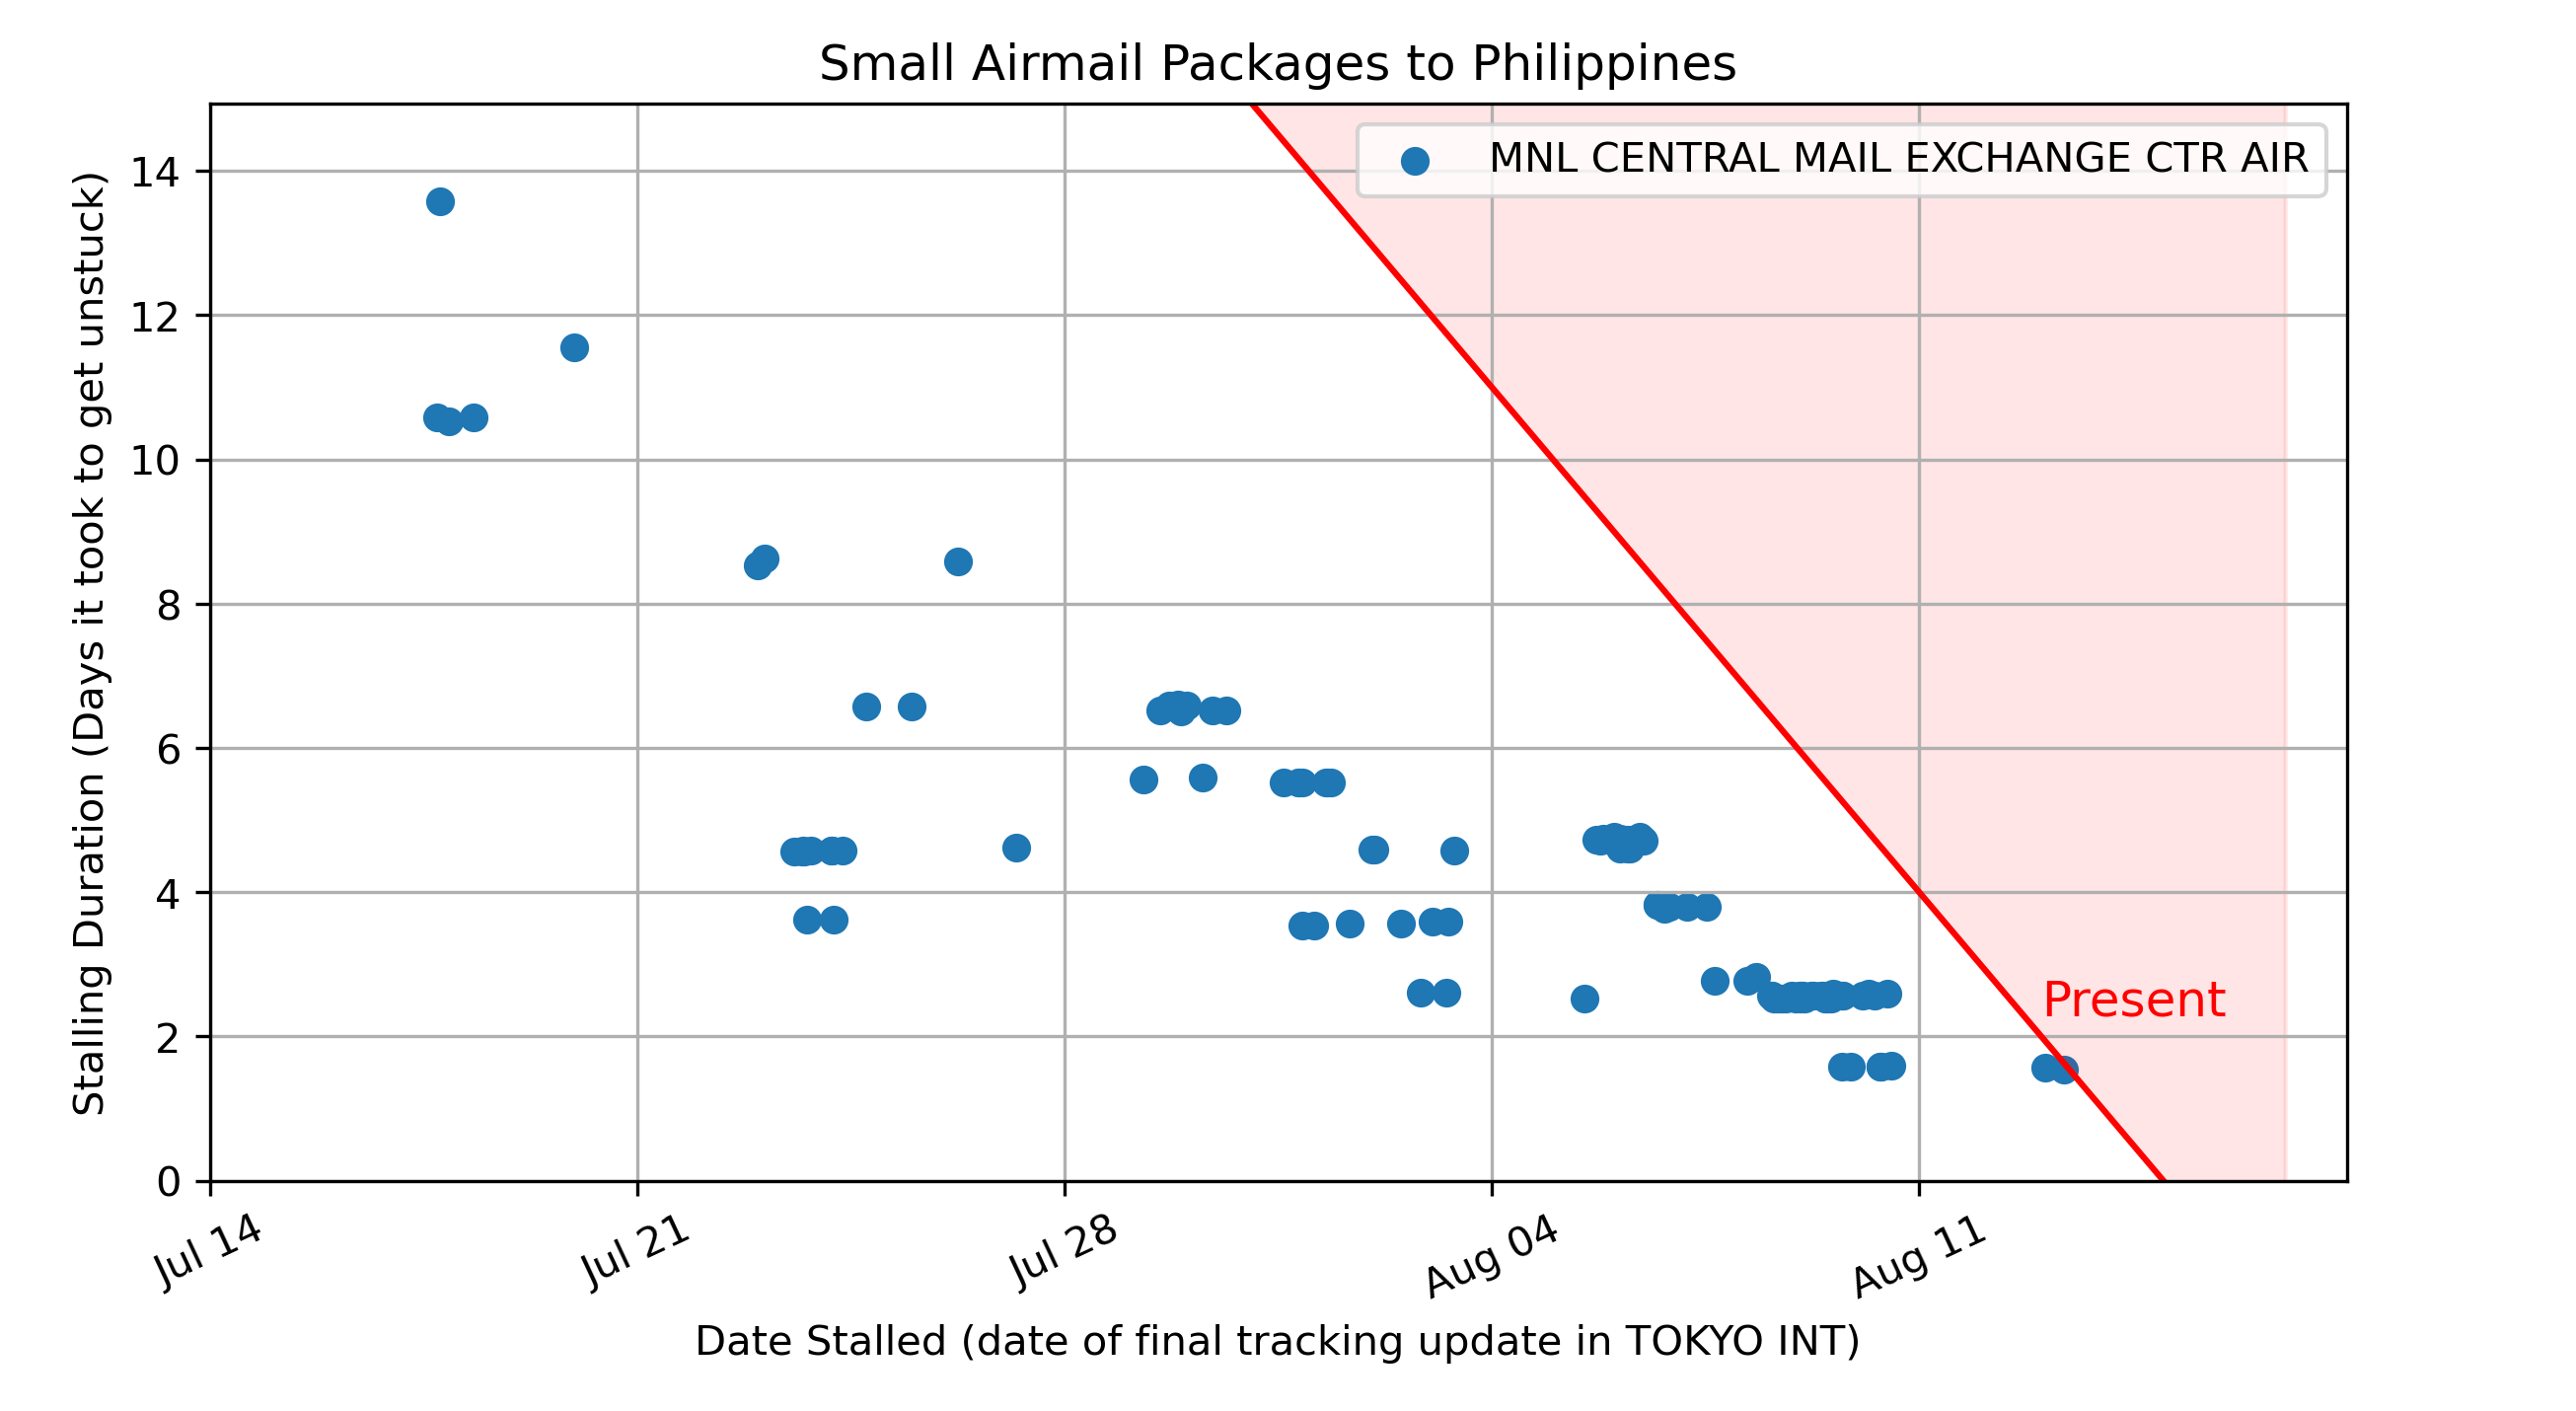 Small Airmail Packages to Philippines
MNL CENTRAL MAIL EXCHANGE CTR AIR
Stalling Duration (Days it took to get unstuck)
14
12
10
8
6
4
2
0
Present
Jul 14
Jul 21
Jul 28
Aug 04
Aug 11
Date Stalled (date of final tracking update in TOKYO INT)